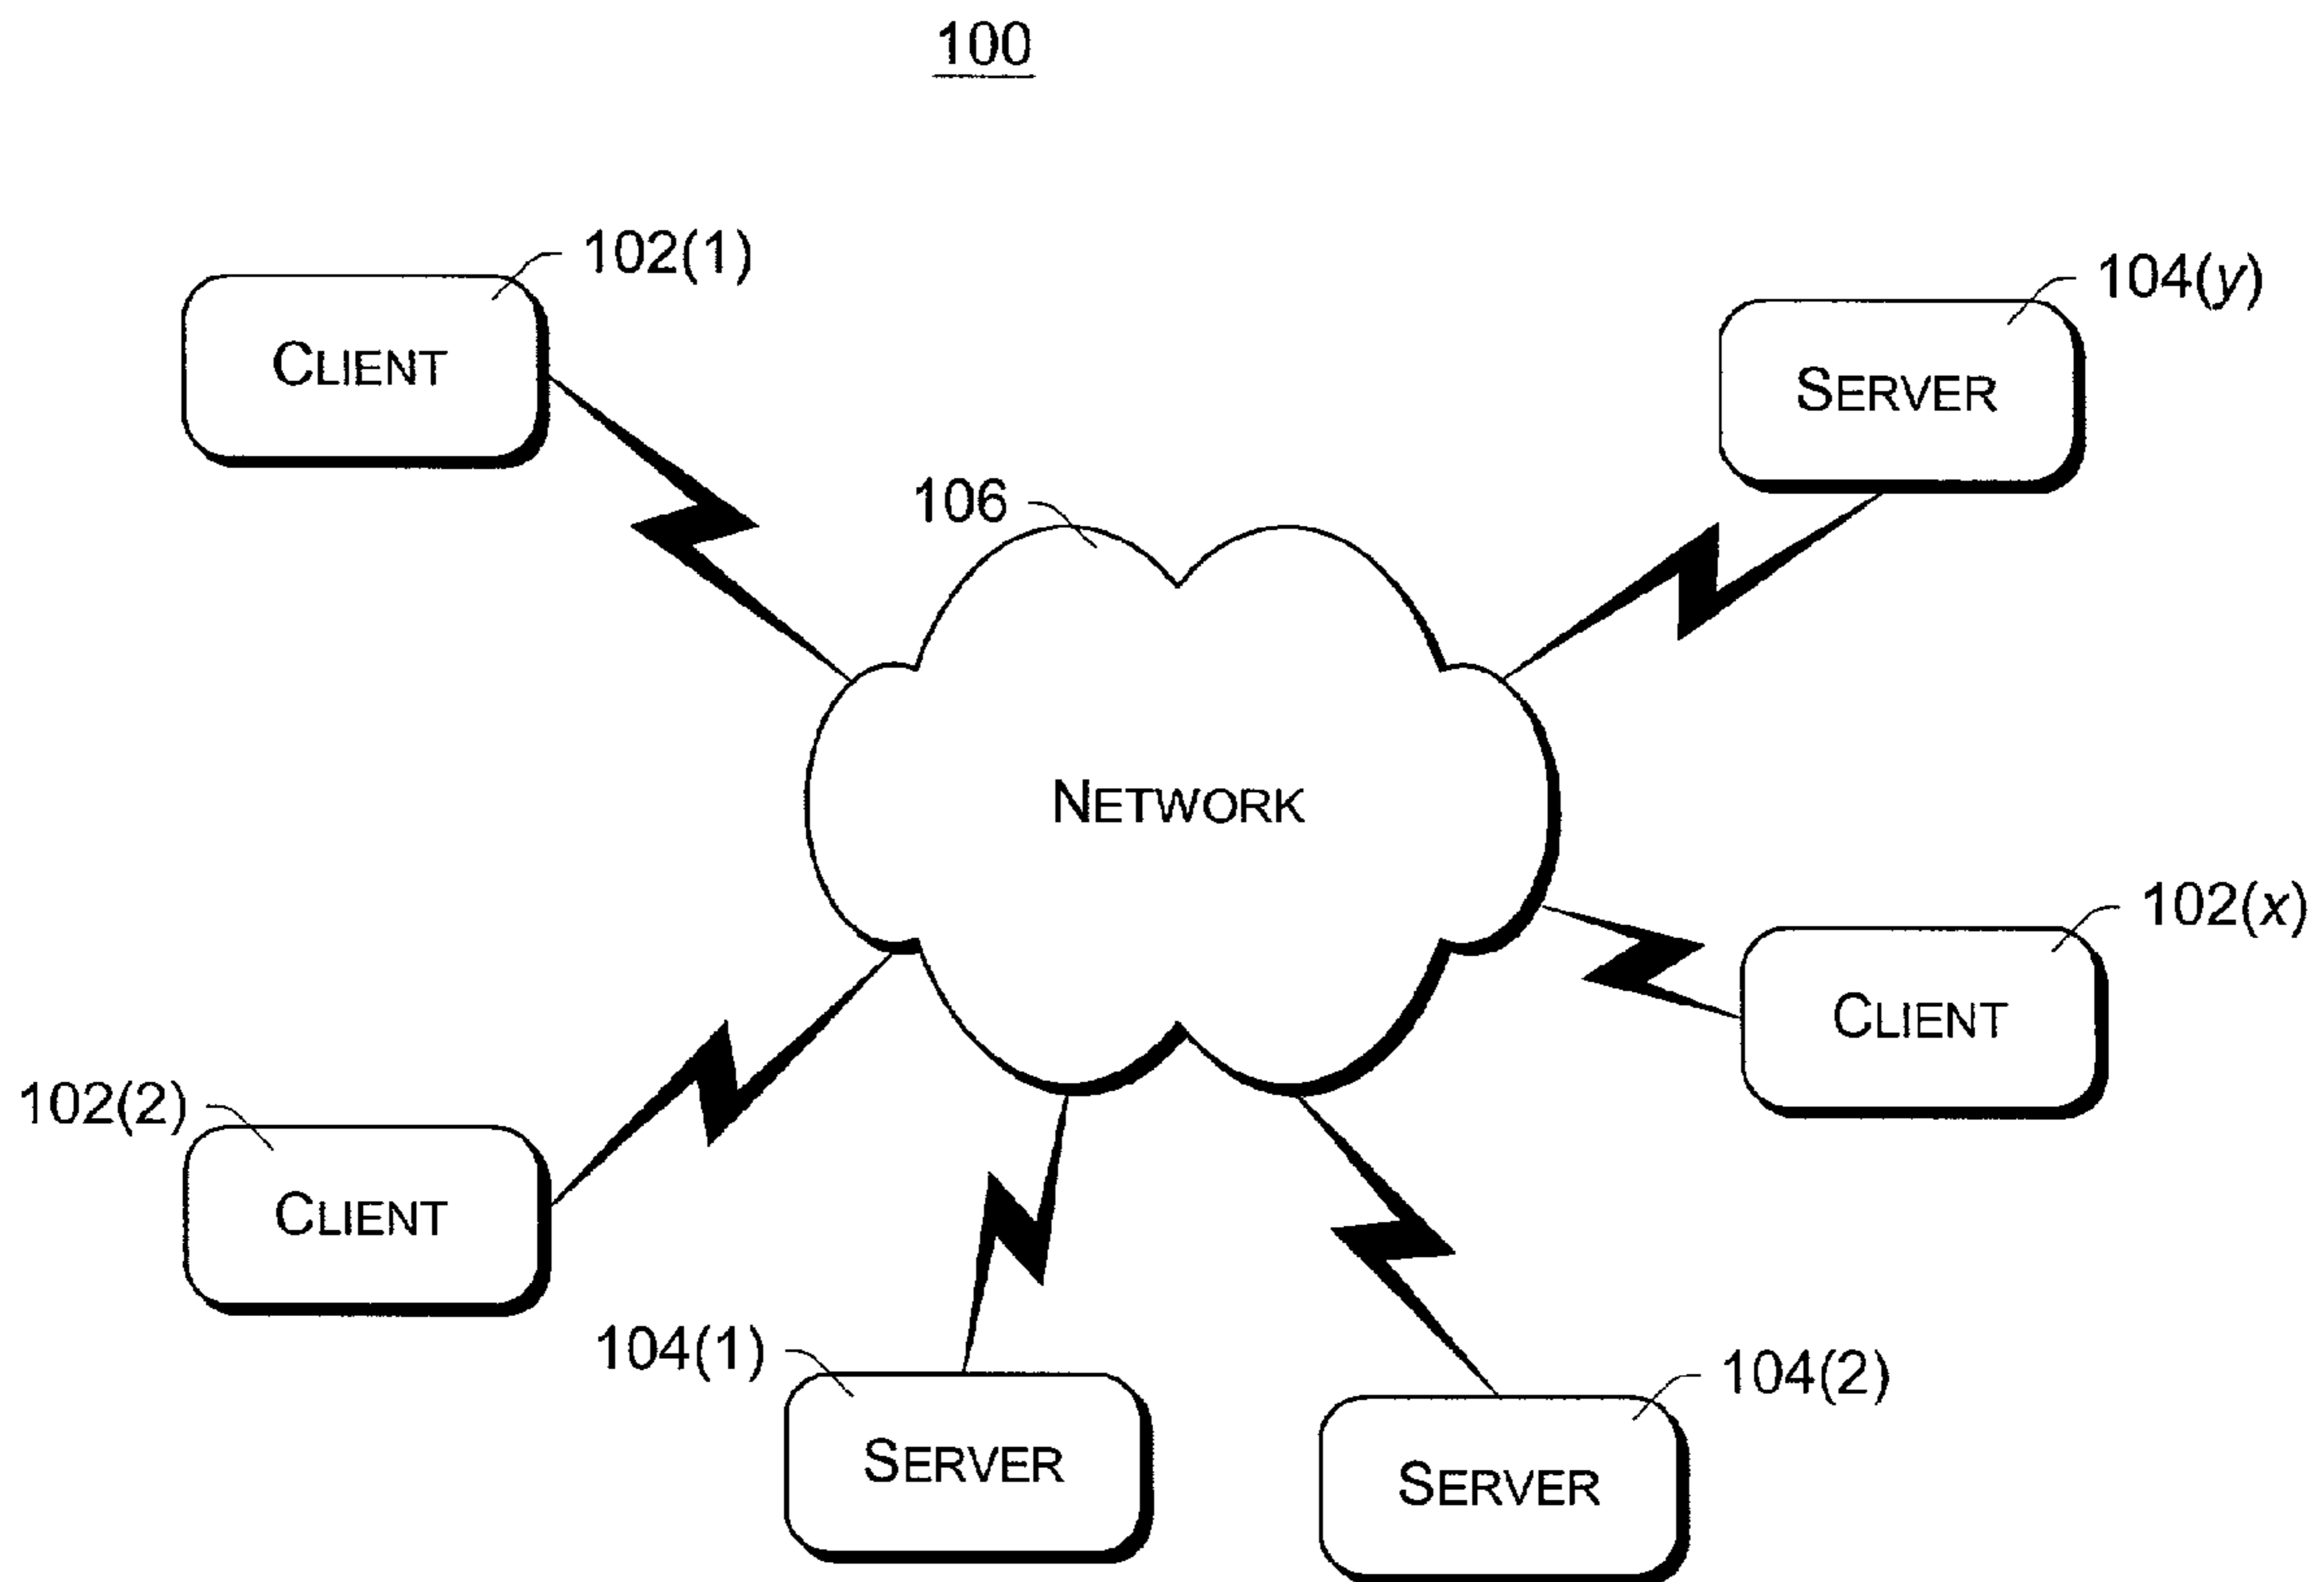 100
102(1)
104(y)
CLIENT
SERVER
106
NETWORK
102(x)
CLIENT
102(2)
CLIENT
104(1)
104(2)
SERVER
SERVER